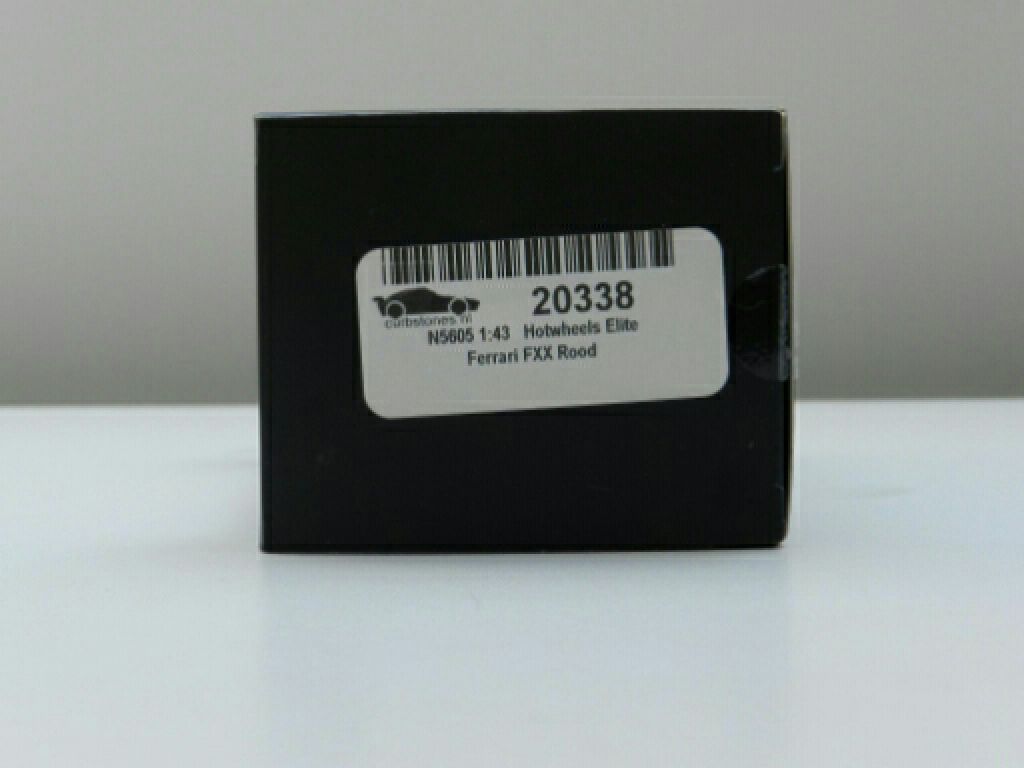 20338
curbstones.nl
N5605 1:43 Hotwheels Elite
Ferrari FXX Rood